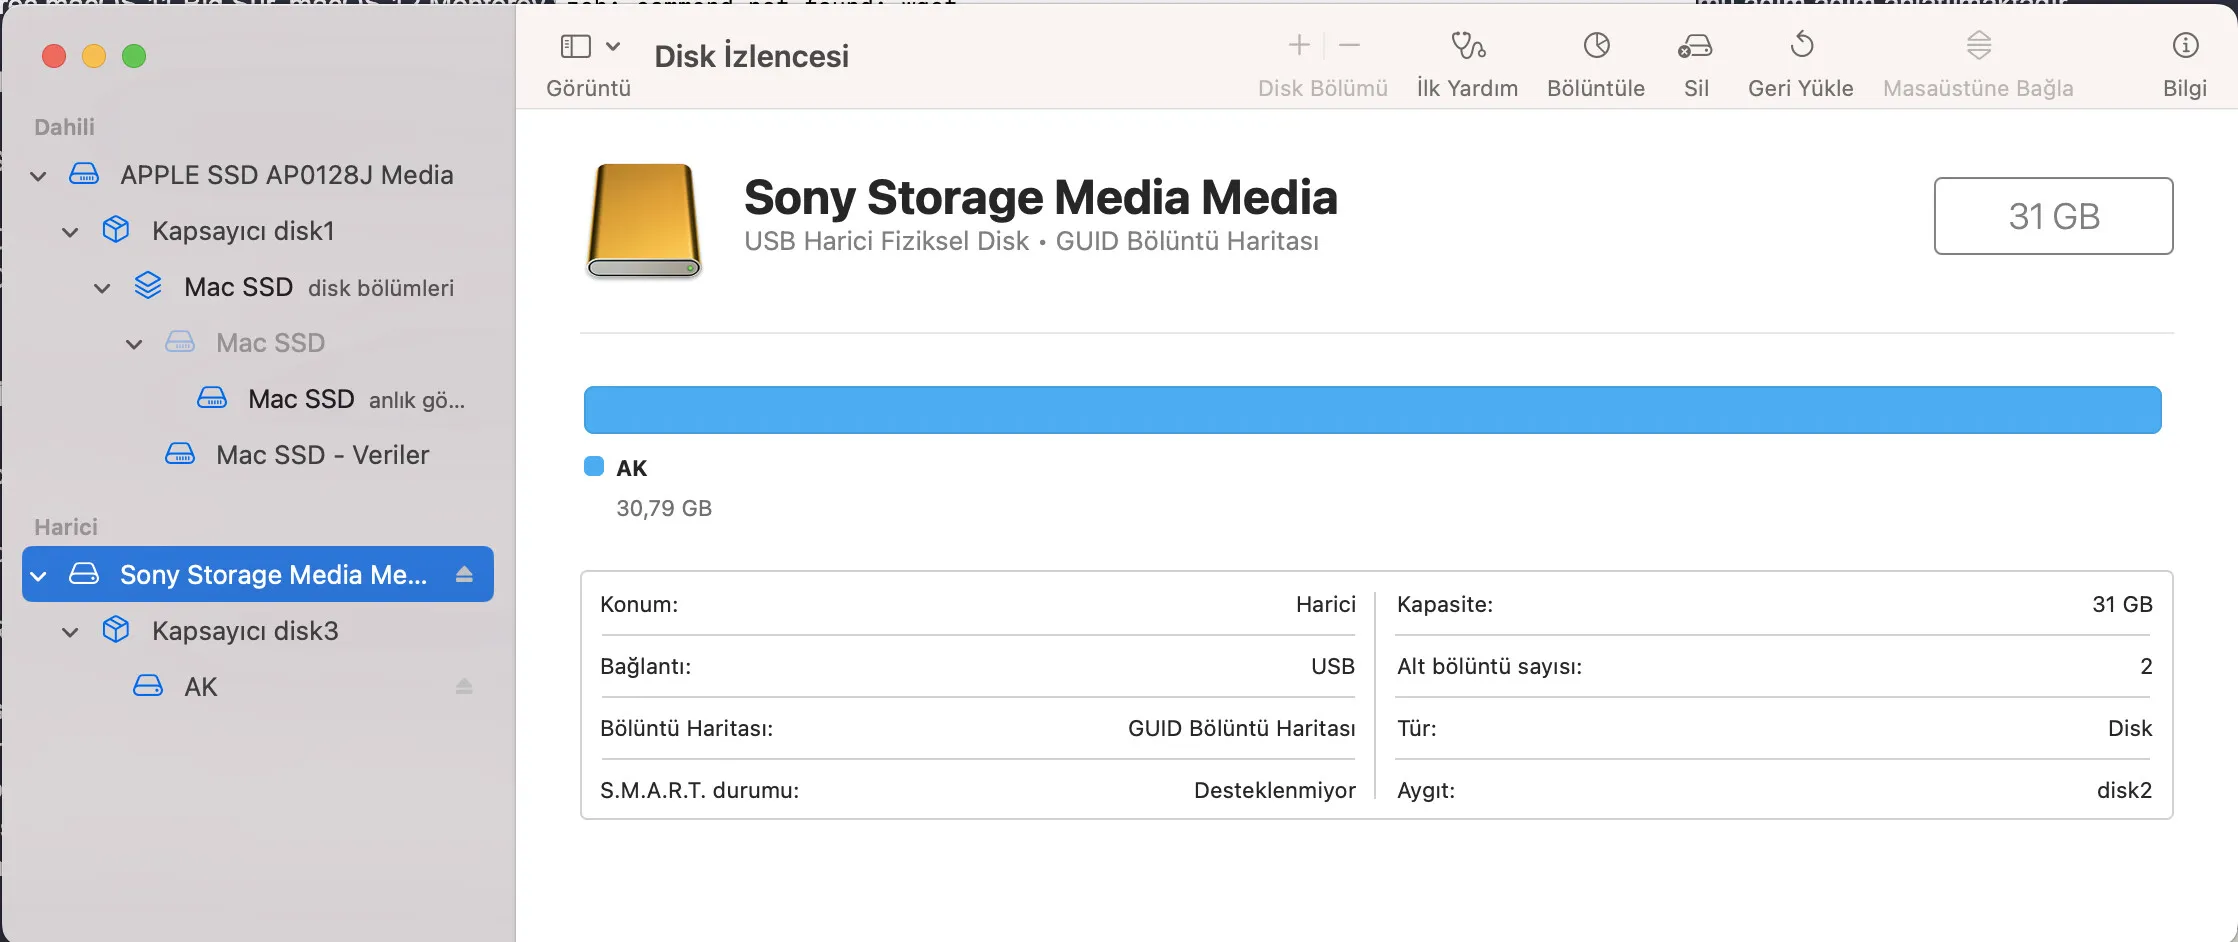 Görüntü
Disk İzlencesi
Disk Bölümü
İlk Yardım
Bölüntüle
Sil
Geri Yükle
Masaüstüne Bağla
Bilgi
Dahili
APPLE SSD AP0128J Media
Kapsayıcı disk1
Mac SSD disk bölümleri
Mac SSD
Mac SSD anlık gö...
Mac SSD - Veriler
Harici
Sony Storage Media Me...
Kapsayıcı disk3
AK
Sony Storage Media Media
USB Harici Fiziksel Disk • GUID Bölüntü Haritası
31 GB
AK
30,79 GB
Konum: Harici
Bağlantı: USB
Bölüntü Haritası: GUID Bölüntü Haritası
S.M.A.R.T. durumu: Desteklenmiyor
Kapasite: 31 GB
Alt bölüntü sayısı: 2
Tür: Disk
Aygıt: disk2